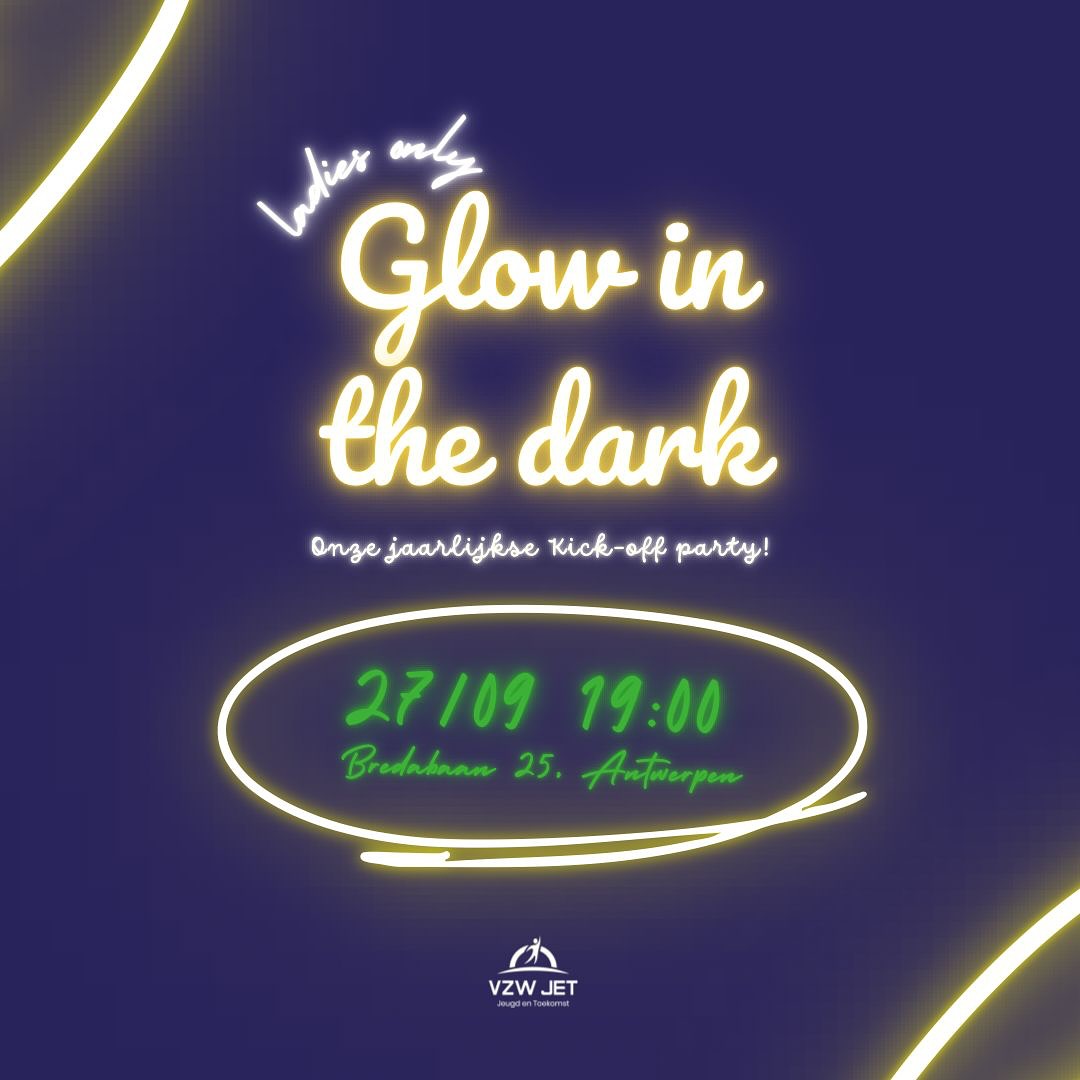 ladies only
Glow in
the dark
Onze jaarlijkse Kick-off party!
27/09 19:00
Bredabaan 25, Antwerpen
VZW JET
Jeugd en Toekomst